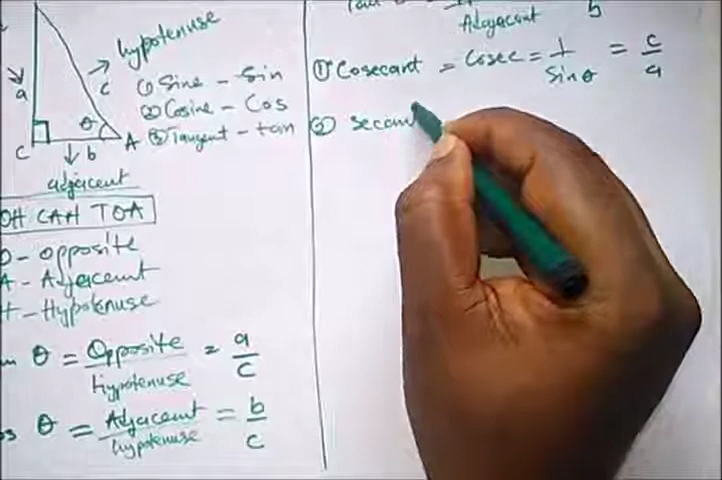 hypotenuse
a
c
① Sine - Sin
② Cosine - Cos
③ Tangent - tan
θ
C
b
A
adjacent
OH CAH TOA
O - opposite
A - Adjacent
H - Hypotenuse
θ = Opposite / Hypotenuse = a / c
θ = Adjacent / hypotenuse = b / c
Adjacent b
① Cosecant = Cosec = 1 / Sinθ = c / a
② Secan